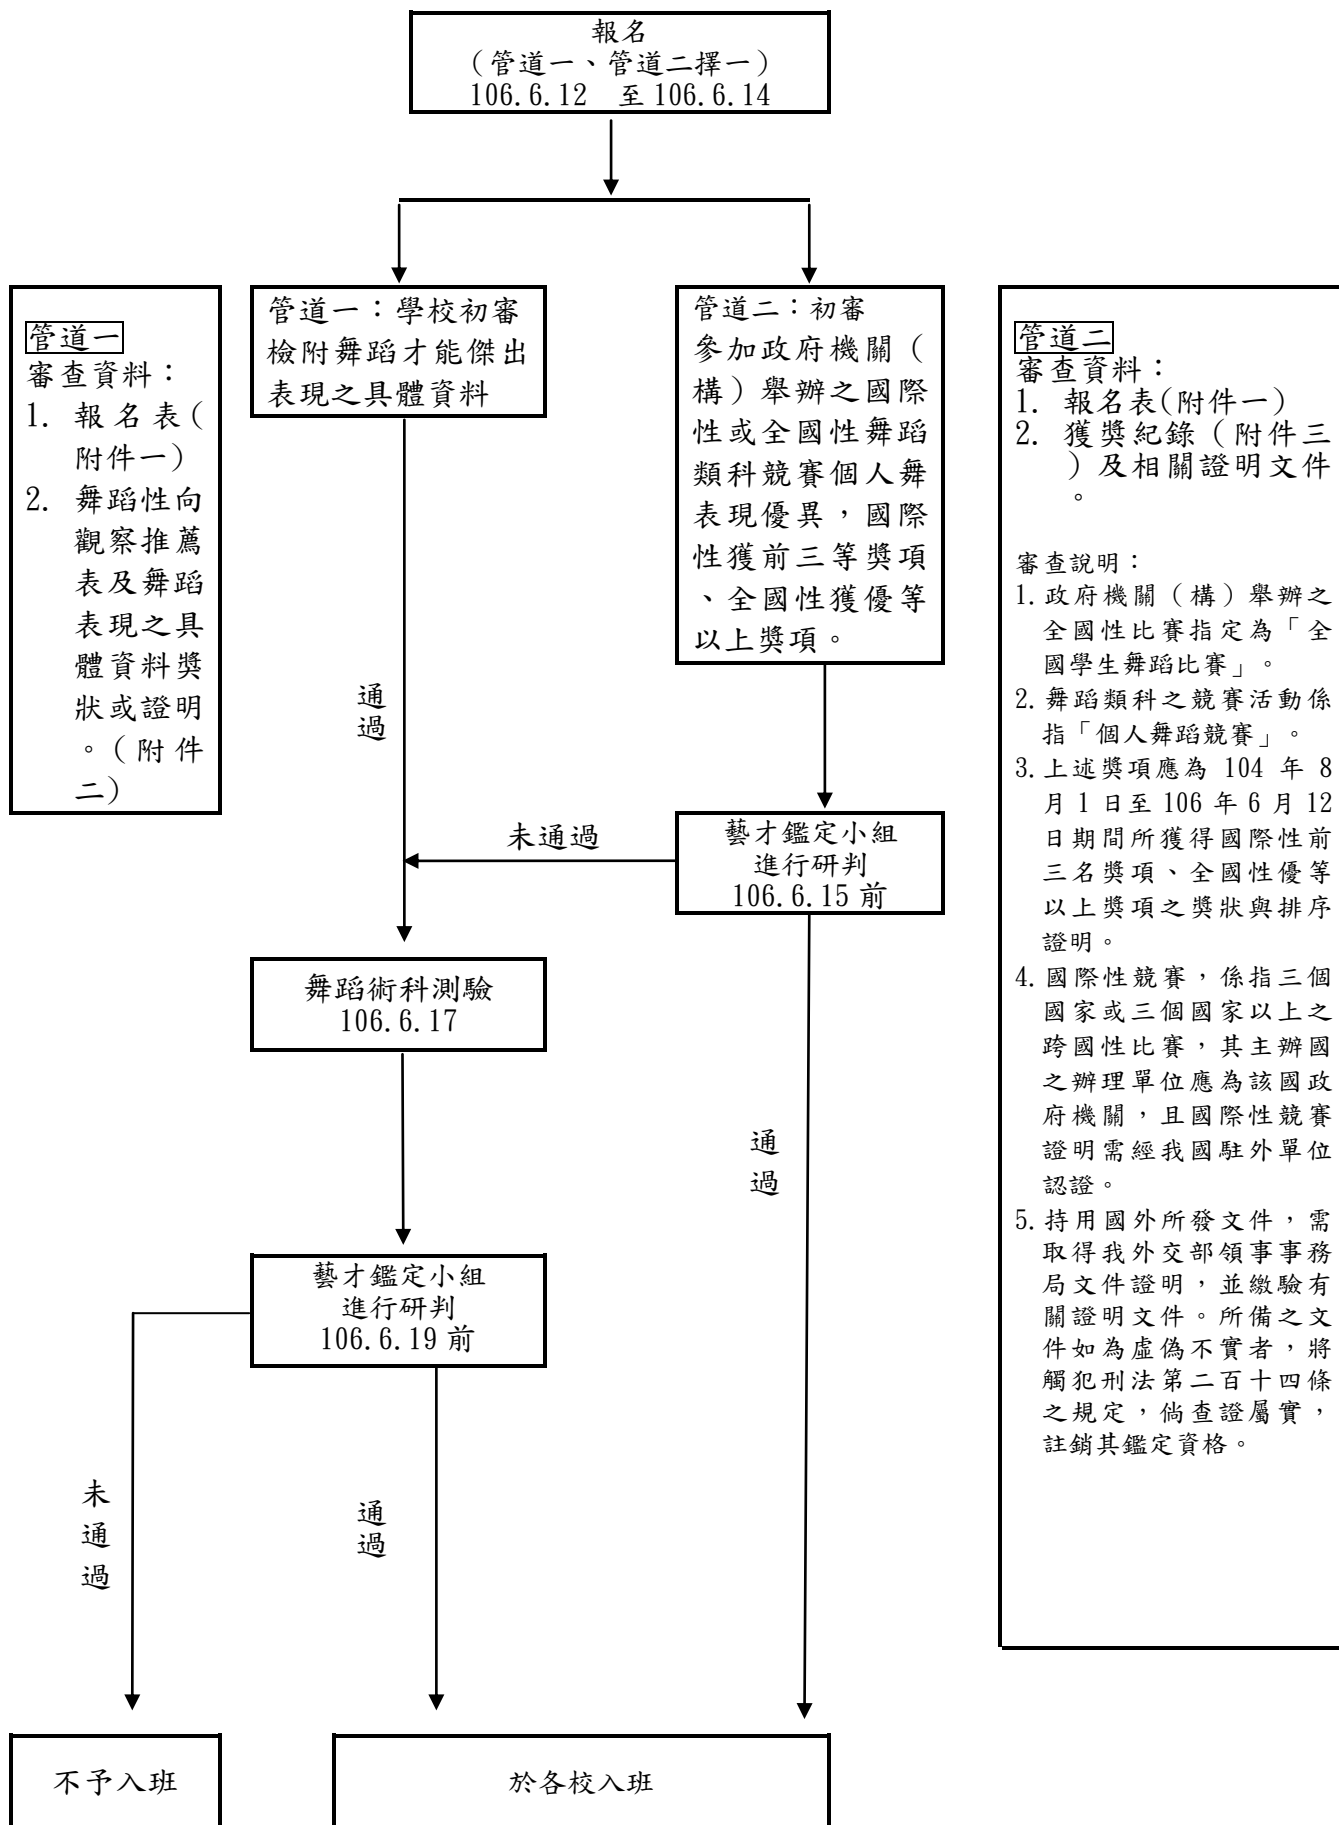 報名
（管道一、管道二擇一）
106.6.12 至 106.6.14
管道一
審查資料：
1. 報名表(
附件一)
2. 舞蹈性向
觀察推薦
表及舞蹈
表現之具
體資料獎
狀或證明
。(附件
二)
管道一：學校初審
檢附舞蹈才能傑出
表現之具體資料
管道二：初審
參加政府機關（
構）舉辦之國際
性或全國性舞蹈
類科競賽個人舞
表現優異，國際
性獲前三等獎項
、全國性獲優等
以上獎項。
管道二
審查資料：
1. 報名表(附件一)
2. 獲獎紀錄（附件三
）及相關證明文件
。
審查說明：
1.政府機關（構）舉辦之
全國性比賽指定為「全
國學生舞蹈比賽」。
2.舞蹈類科之競賽活動係
指「個人舞蹈競賽」。
3.上述獎項應為 104 年 8
月 1 日至 106 年 6 月 12
日期間所獲得國際性前
三名獎項、全國性優等
以上獎項之獎狀與排序
證明。
4.國際性競賽，係指三個
國家或三個國家以上之
跨國性比賽，其主辦國
之辦理單位應為該國政
府機關，且國際性競賽
證明需經我國駐外單位
認證。
5.持用國外所發文件，需
取得我外交部領事事務
局文件證明，並繳驗有
關證明文件。所備之文
件如為虛偽不實者，將
觸犯刑法第二百十四條
之規定，倘查證屬實，
註銷其鑑定資格。
通
過
未通過
藝才鑑定小組
進行研判
106.6.15 前
舞蹈術科測驗
106.6.17
通
過
藝才鑑定小組
進行研判
106.6.19 前
未
通
過
通
過
不予入班
於各校入班